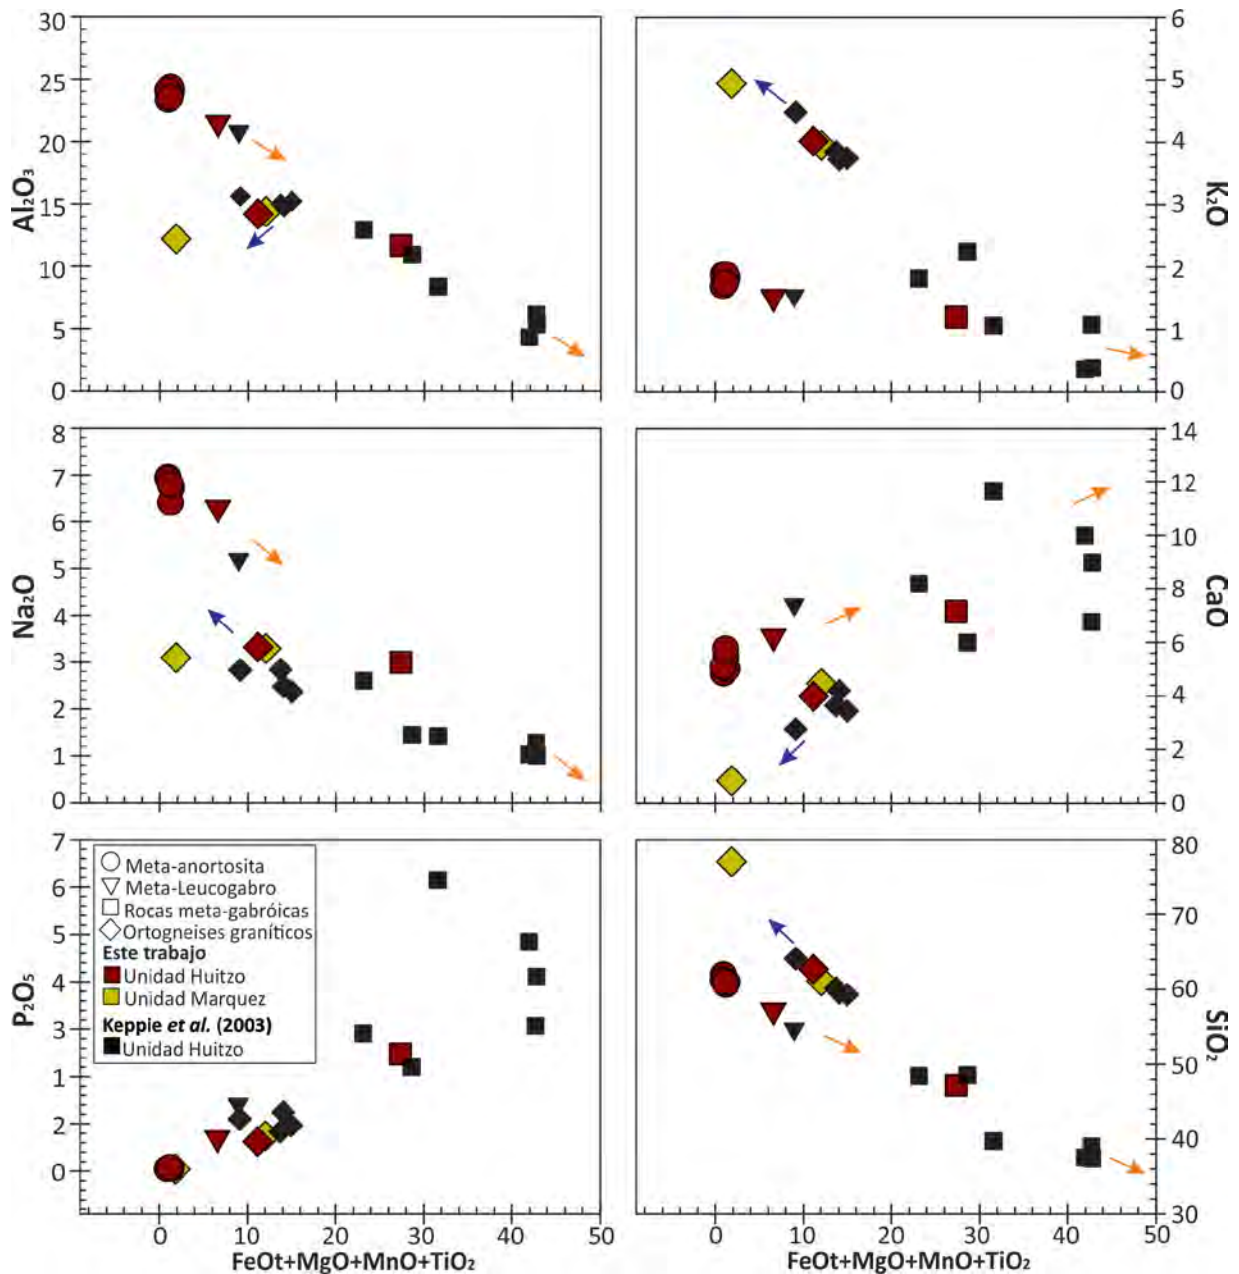 30
25
20
15
10
5
0
Al₂O₃
6
5
4
3
2
1
0
K₂O
8
7
6
5
4
3
2
1
0
Na₂O
14
12
10
8
6
4
2
0
CaO
7
6
5
4
3
1
2
0
P₂O₅
Meta-anortosita
Meta-Leucogabro
Rocas meta-gabróicas
Ortogneises graníticos
Este trabajo
Unidad Huitzo
Unidad Marquez
Keppie et al. (2003)
Unidad Huitzo
80
70
60
50
40
30
SiO₂
0 10 20 30 40 50
FeOt+MgO+MnO+TiO₂
0 10 20 30 40 50
FeOt+MgO+MnO+TiO₂